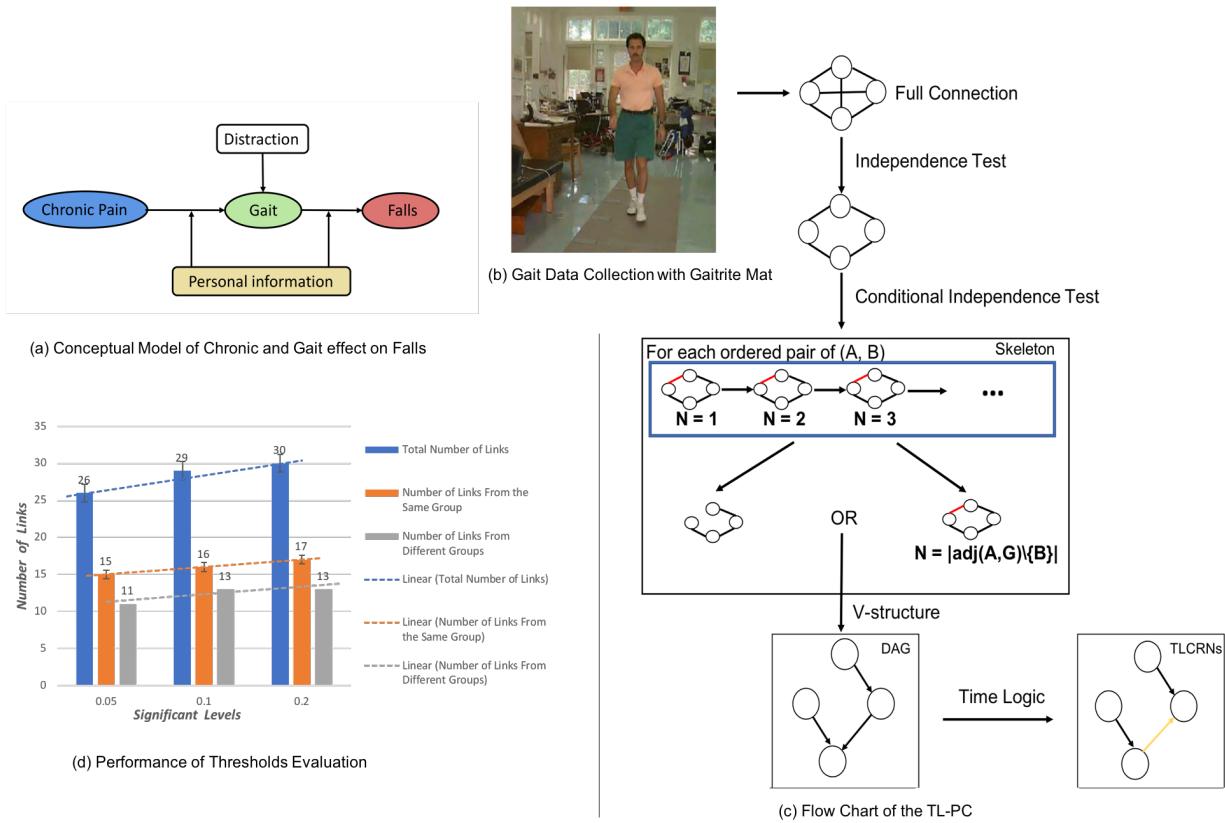 Distraction
Chronic Pain
Gait
Falls
Personal information
(a) Conceptual Model of Chronic and Gait effect on Falls
(b) Gait Data Collection with Gaitrite Mat
Full Connection
Independence Test
Conditional Independence Test
For each ordered pair of (A, B)
Skeleton
N = 1
N = 2
N = 3
...
OR
N = |adj(A,G)\{B}|
V-structure
DAG
Time Logic
TLCRNs
(c) Flow Chart of the TL-PC
Number of Links
35
30
25
20
15
10
5
0
26
29
30
15
16
17
11
13
13
0.05
0.1
0.2
Significant Levels
Total Number of Links
Number of Links From the
Same Group
Number of Links From
Different Groups
Linear (Total Number of Links)
Linear (Number of Links From
the Same Group)
Linear (Number of Links From
Different Groups)
(d) Performance of Thresholds Evaluation